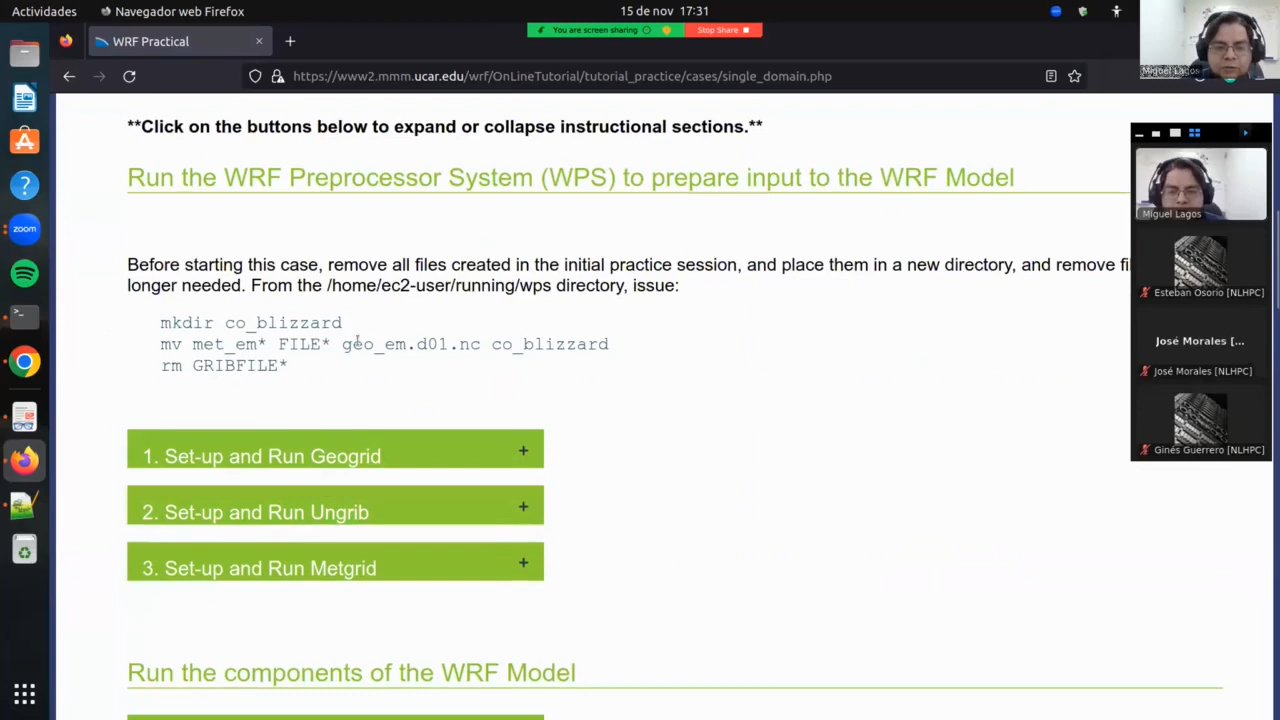 Actividades
Navegador web Firefox
15 de nov 17:31
You are screen sharing
Stop Share
WRF Practical
https://www2.mmm.ucar.edu/wrf/OnLineTutorial/tutorial_practice/cases/single_domain.php
Miguel Lagos
**Click on the buttons below to expand or collapse instructional sections.**
Run the WRF Preprocessor System (WPS) to prepare input to the WRF Model
Before starting this case, remove all files created in the initial practice session, and place them in a new directory, and remove fi
longer needed. From the /home/ec2-user/running/wps directory, issue:
mkdir co_blizzard
mv met_em* FILE* geo_em.d01.nc co_blizzard
rm GRIBFILE*
1. Set-up and Run Geogrid +
2. Set-up and Run Ungrib +
3. Set-up and Run Metgrid +
Run the components of the WRF Model
Miguel Lagos
Esteban Osorio [NLHPC]
José Morales [...
José Morales [NLHPC]
Ginés Guerrero [NLHPC]
zoom